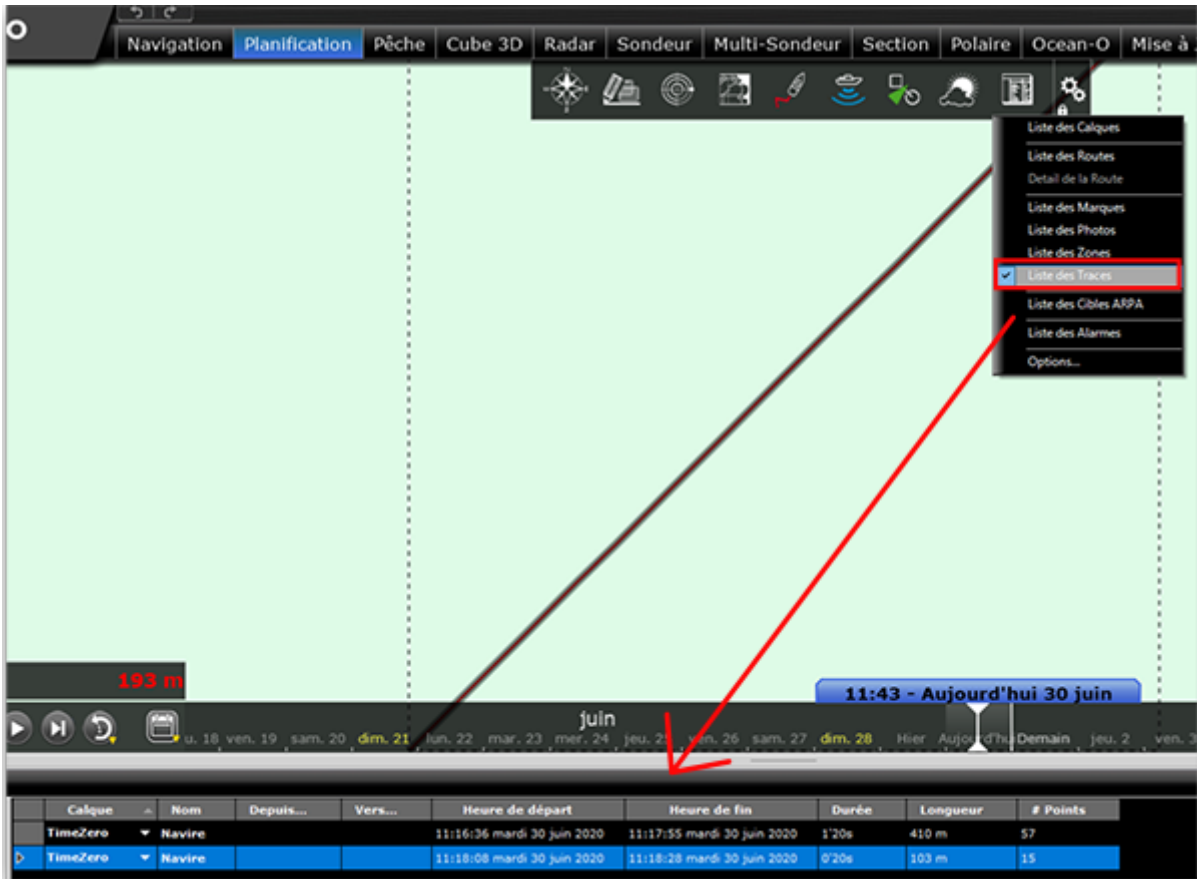 O
Navigation Planification Pêche Cube 3D Radar Sondeur Multi-Sondeur Section Polaire Ocean-O Mise à
Liste des Calques
Liste des Routes
Detail de la Route
Liste des Marques
Liste des Photos
Liste des Zones
Liste des Traces
Liste des Cibles ARPA
Liste des Alarmes
Options...
193 m
11:43 - Aujourd'hui 30 juin
juin
u. 18 ven. 19 sam. 20 dim. 21 lun. 22 mar. 23 mer. 24 jeu. 25 ven. 26 sam. 27 dim. 28 Hier Aujourd'hui Demain jeu. 2 ven. 3
Calque Nom Depuis... Vers... Heure de départ Heure de fin Durée Longueur # Points
TimeZero Navire 11:16:36 mardi 30 juin 2020 11:17:55 mardi 30 juin 2020 1'20s 410 m 57
TimeZero Navire 11:18:08 mardi 30 juin 2020 11:18:28 mardi 30 juin 2020 0'20s 103 m 15